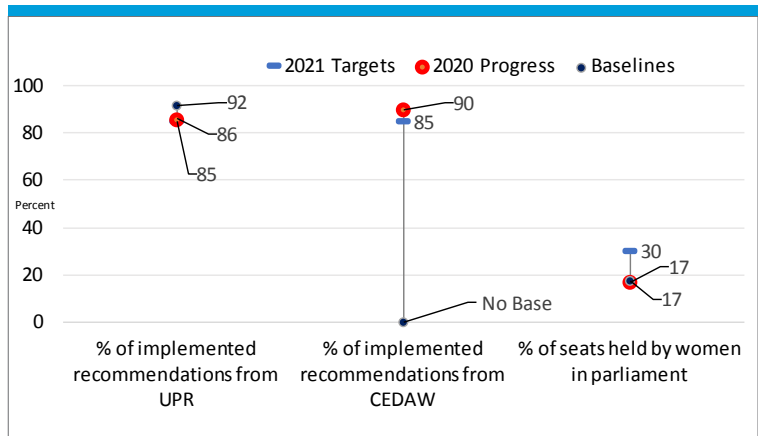 2021 Targets 2020 Progress Baselines
100
92
90
80
86
85
85
60
Percent
40
30
20
17
17
No Base
0
% of implemented recommendations from UPR
% of implemented recommendations from CEDAW
% of seats held by women in parliament